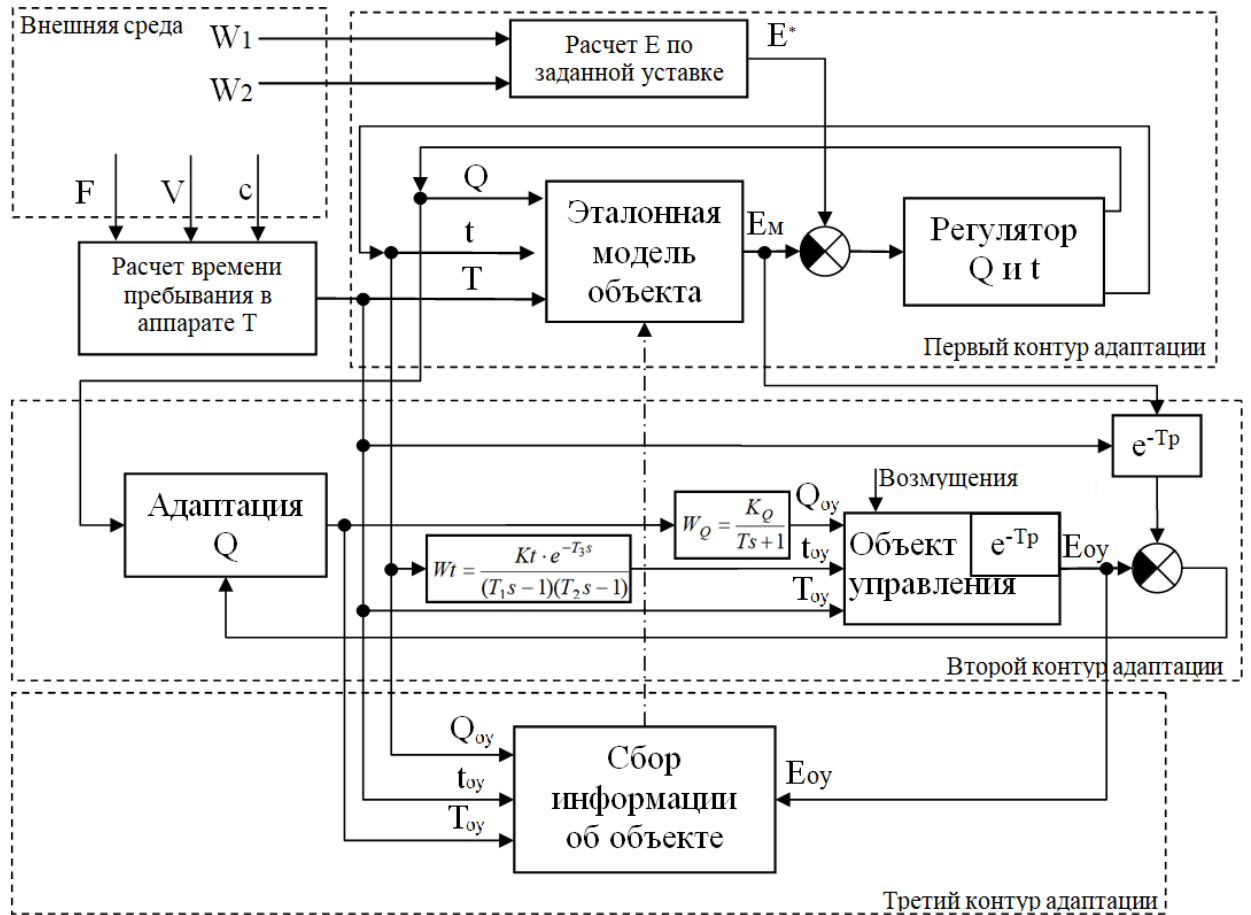 Внешняя среда
W1
W2
F
V
c
Расчет E по
заданной уставке
E*
Расчет времени
пребывания в
аппарате T
Q
t
T
Эталонная
модель
объекта
Eм
Регулятор
Q и t
Первый контур адаптации
e-Tp
Адаптация
Q
WQ = KQ / Ts + 1
Wt = Kt · e−T3s / (T1s − 1)(T2s − 1)
Возмущения
Qоу
tоу
Tоу
Объект
управления
e-Tp
Eоу
Второй контур адаптации
Qоу
tоу
Tоу
Сбор
информации
об объекте
Eоу
Третий контур адаптации